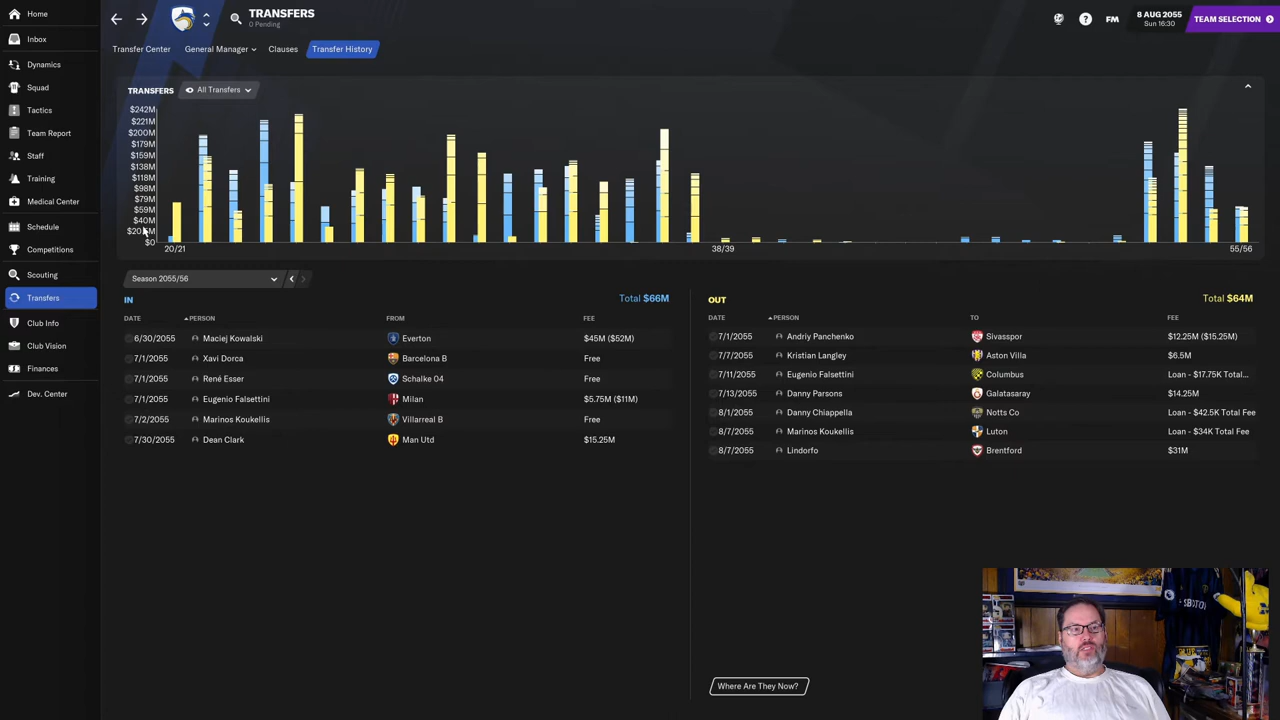 Home
TRANSFERS
0 Pending
FM
8 AUG 2055
Sun 16:30
TEAM SELECTION
Inbox
Dynamics
Squad
Tactics
Team Report
Staff
Training
Medical Center
Schedule
Competitions
Scouting
Transfers
Club Info
Club Vision
Finances
Dev. Center
Transfer Center
General Manager
Clauses
Transfer History
TRANSFERS
All Transfers
$242M
$221M
$200M
$179M
$159M
$138M
$118M
$98M
$79M
$59M
$40M
$0
20/21
38/39
55/56
Season 2055/56
IN
Total $66M
DATE PERSON FROM FEE
6/30/2055 Maciej Kowalski Everton $45M ($52M)
7/1/2055 Xavi Dorca Barcelona B Free
7/1/2055 René Esser Schalke 04 Free
7/1/2055 Eugenio Falsettini Milan $5.75M ($11M)
7/2/2055 Marinos Koukellis Villarreal B Free
7/30/2055 Dean Clark Man Utd $15.25M
OUT
Total $64M
DATE PERSON TO FEE
7/1/2055 Andriy Panchenko Sivasspor $12.25M ($15.25M)
7/7/2055 Kristian Langley Aston Villa $6.5M
7/11/2055 Eugenio Falsettini Columbus Loan - $17.75K Total...
7/13/2055 Danny Parsons Galatasaray $14.25M
8/1/2055 Danny Chiappella Notts Co Loan - $42.5K Total Fee
8/7/2055 Marinos Koukellis Luton Loan - $34K Total Fee
8/7/2055 Lindorfo Brentford $31M
Where Are They Now?